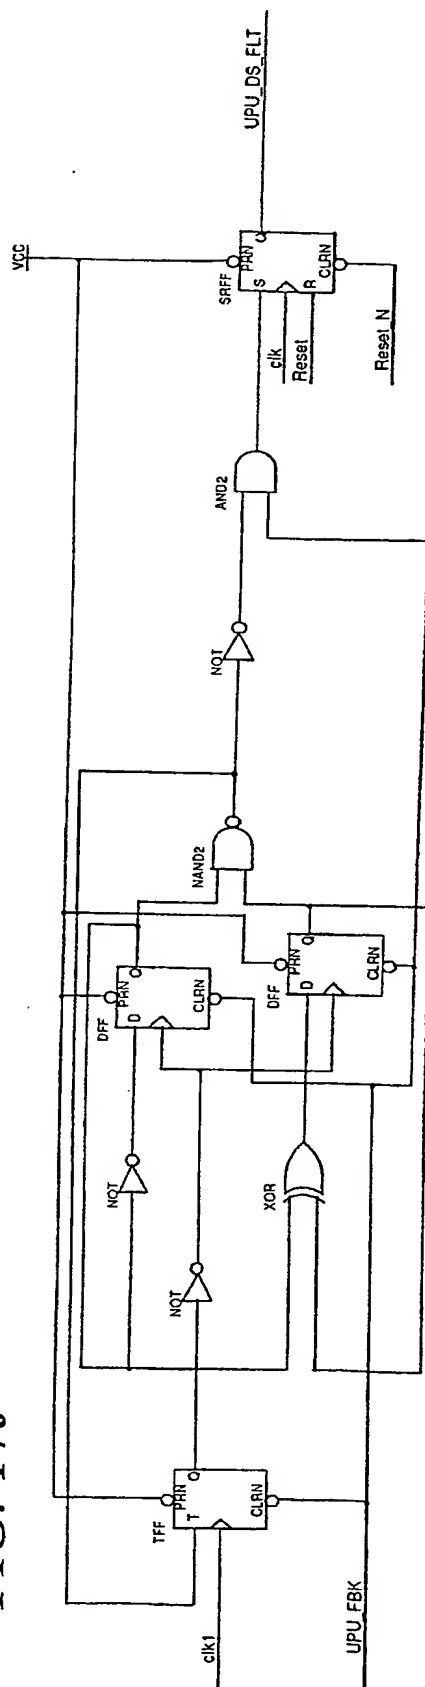 VCC
UPU_DS_FLT
SRFF
PRN
S
Q
clk
Reset
R
CLRN
Reset_N
AND2
NOT
NAND2
DFF
PRN
D
Q
CLRN
DFF
PRN
D
Q
CLRN
NOT
NOT
XOR
TFF
PRN
T
Q
CLRN
clk1
UPU_FBK